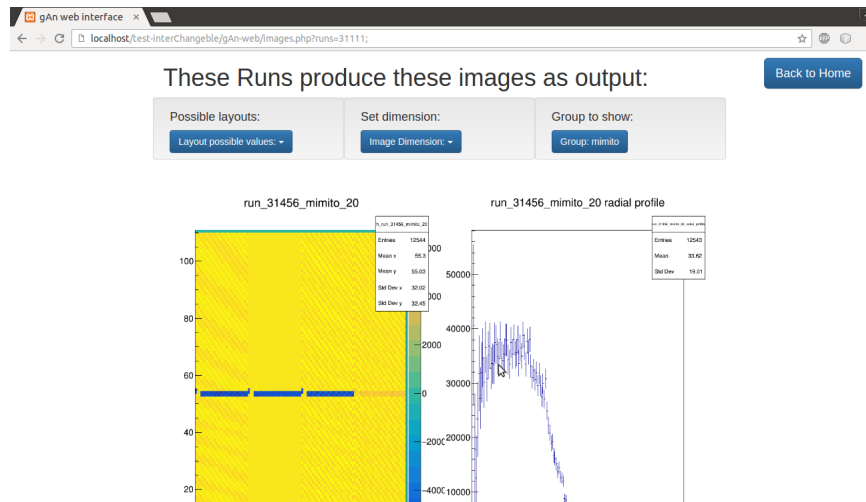 gAn web interface
localhost/test-interChangeble/gAn-web/images.php?runs=31111;
These Runs produce these images as output:
Back to Home
Possible layouts:
Set dimension:
Group to show:
Layout possible values:
Image Dimension:
Group: mimito
run_31456_mimito_20
h_run_31456_mimito_20
Entries 12544
Mean x 55.3
Mean y 55.03
Std Dev x 32.02
Std Dev y 32.45
100
80
60
40
20
000
000
2000
0
-2000
-4000
run_31456_mimito_20 radial profile
Entries 12543
Mean 33.62
Std Dev 19.01
50000
40000
30000
20000
10000